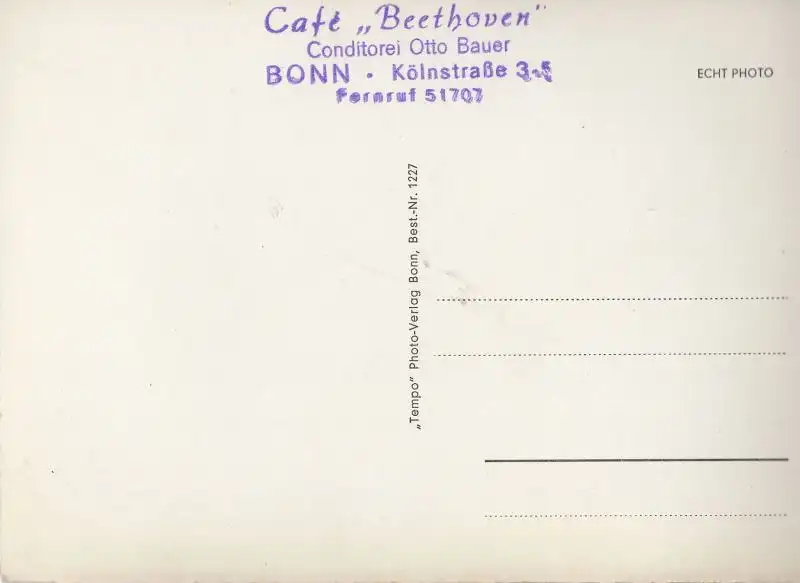 Café „Beethoven"
Conditorei Otto Bauer
BONN · Kölnstraße 3-5
Fernruf 51707
ECHT PHOTO
„Tempo" Photo-Verlag Bonn, Best.-Nr. 1227